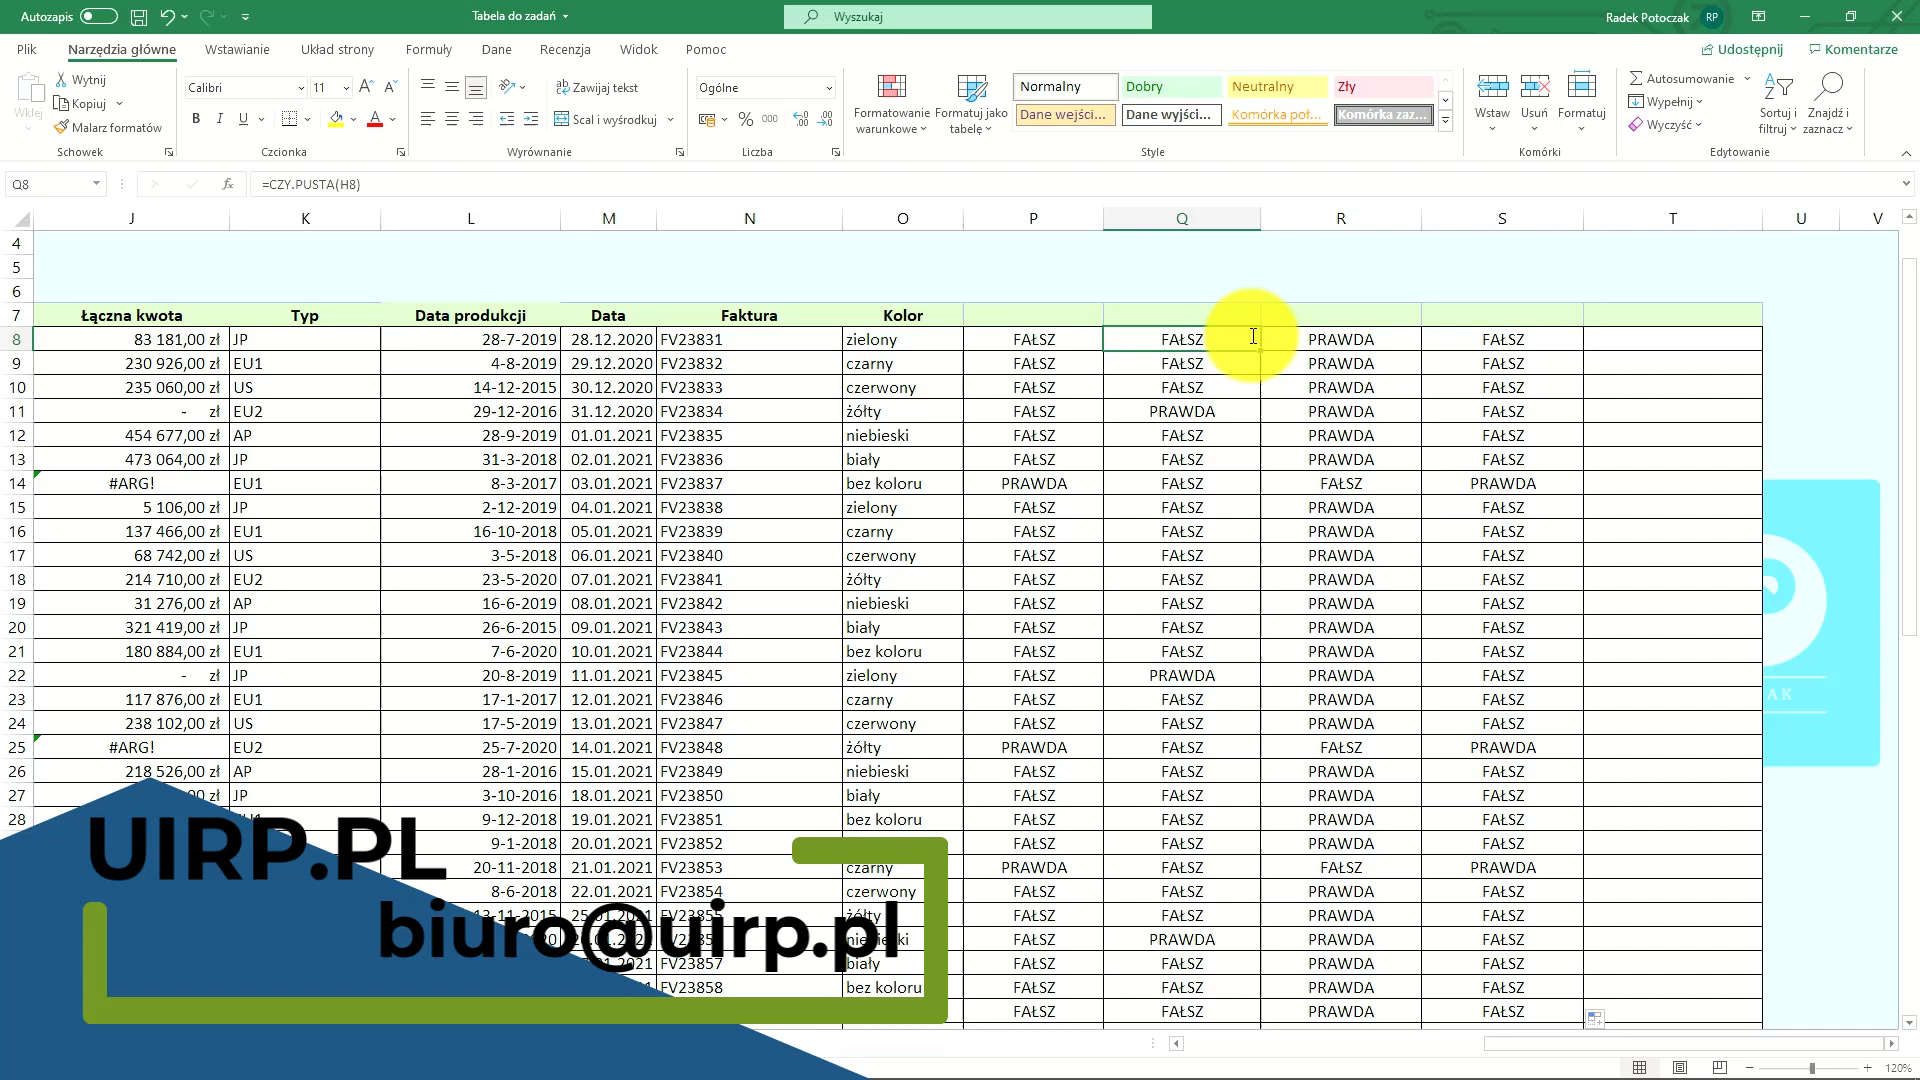 Autozapis Tabela do zadań Wyszukaj Radek Potoczak RP
Plik Narzędzia główne Wstawianie Układ strony Formuły Dane Recenzja Widok Pomoc Udostępnij Komentarze
Wklej Wytnij Kopiuj Malarz formatów
Calibri 11 B I U A A A
Zawijaj tekst Scal i wyśrodkuj
Ogólne % 000
Formatowanie warunkowe Formatuj jako tabelę
Normalny Dobry Neutralny Zły
Dane wejści... Dane wyjści... Komórka poł... Komórka zaz...
Wstaw Usuń Formatuj
Autosumowanie Wypełnij Wyczyść
Sortuj i filtruj Znajdź i zaznacz
Schowek Czcionka Wyrównanie Liczba Style Komórki Edytowanie
Q8 fx =CZY.PUSTA(H8)
J K L M N O P Q R S T U V
4
5
6
7 Łączna kwota Typ Data produkcji Data Faktura Kolor
8 83 181,00 zł JP 28-7-2019 28.12.2020 FV23831 zielony FAŁSZ FAŁSZ PRAWDA FAŁSZ
9 230 926,00 zł EU1 4-8-2019 29.12.2020 FV23832 czarny FAŁSZ FAŁSZ PRAWDA FAŁSZ
10 235 060,00 zł US 14-12-2015 30.12.2020 FV23833 czerwony FAŁSZ FAŁSZ PRAWDA FAŁSZ
11 - zł EU2 29-12-2016 31.12.2020 FV23834 żółty FAŁSZ PRAWDA PRAWDA FAŁSZ
12 454 677,00 zł AP 28-9-2019 01.01.2021 FV23835 niebieski FAŁSZ FAŁSZ PRAWDA FAŁSZ
13 473 064,00 zł JP 31-3-2018 02.01.2021 FV23836 biały FAŁSZ FAŁSZ PRAWDA FAŁSZ
14 #ARG! EU1 8-3-2017 03.01.2021 FV23837 bez koloru PRAWDA FAŁSZ FAŁSZ PRAWDA
15 5 106,00 zł JP 2-12-2019 04.01.2021 FV23838 zielony FAŁSZ FAŁSZ PRAWDA FAŁSZ
16 137 466,00 zł EU1 16-10-2018 05.01.2021 FV23839 czarny FAŁSZ FAŁSZ PRAWDA FAŁSZ
17 68 742,00 zł US 3-5-2018 06.01.2021 FV23840 czerwony FAŁSZ FAŁSZ PRAWDA FAŁSZ
18 214 710,00 zł EU2 23-5-2020 07.01.2021 FV23841 żółty FAŁSZ FAŁSZ PRAWDA FAŁSZ
19 31 276,00 zł AP 16-6-2019 08.01.2021 FV23842 niebieski FAŁSZ FAŁSZ PRAWDA FAŁSZ
20 321 419,00 zł JP 26-6-2015 09.01.2021 FV23843 biały FAŁSZ FAŁSZ PRAWDA FAŁSZ
21 180 884,00 zł EU1 7-6-2020 10.01.2021 FV23844 bez koloru FAŁSZ FAŁSZ PRAWDA FAŁSZ
22 - zł JP 20-8-2019 11.01.2021 FV23845 zielony FAŁSZ PRAWDA PRAWDA FAŁSZ
23 117 876,00 zł EU1 17-1-2017 12.01.2021 FV23846 czarny FAŁSZ FAŁSZ PRAWDA FAŁSZ
24 238 102,00 zł US 17-5-2019 13.01.2021 FV23847 czerwony FAŁSZ FAŁSZ PRAWDA FAŁSZ
25 #ARG! EU2 25-7-2020 14.01.2021 FV23848 żółty PRAWDA FAŁSZ FAŁSZ PRAWDA
26 218 526,00 zł AP 28-1-2016 15.01.2021 FV23849 niebieski FAŁSZ FAŁSZ PRAWDA FAŁSZ
27 zł JP 3-10-2016 18.01.2021 FV23850 biały FAŁSZ FAŁSZ PRAWDA FAŁSZ
28 9-12-2018 19.01.2021 FV23851 bez koloru FAŁSZ FAŁSZ PRAWDA FAŁSZ
9-1-2018 20.01.2021 FV23852 FAŁSZ FAŁSZ PRAWDA FAŁSZ
20-11-2018 21.01.2021 FV23853 czarny PRAWDA FAŁSZ FAŁSZ PRAWDA
8-6-2018 22.01.2021 FV23854 czerwony FAŁSZ FAŁSZ PRAWDA FAŁSZ
13-11-2015 25.01.2021 FV23855 żółty FAŁSZ FAŁSZ PRAWDA FAŁSZ
niebieski FAŁSZ PRAWDA PRAWDA FAŁSZ
FV23857 biały FAŁSZ FAŁSZ PRAWDA FAŁSZ
FV23858 bez koloru FAŁSZ FAŁSZ PRAWDA FAŁSZ
FAŁSZ FAŁSZ PRAWDA FAŁSZ
UIRP.PL
biuro@uirp.pl
AK
120%